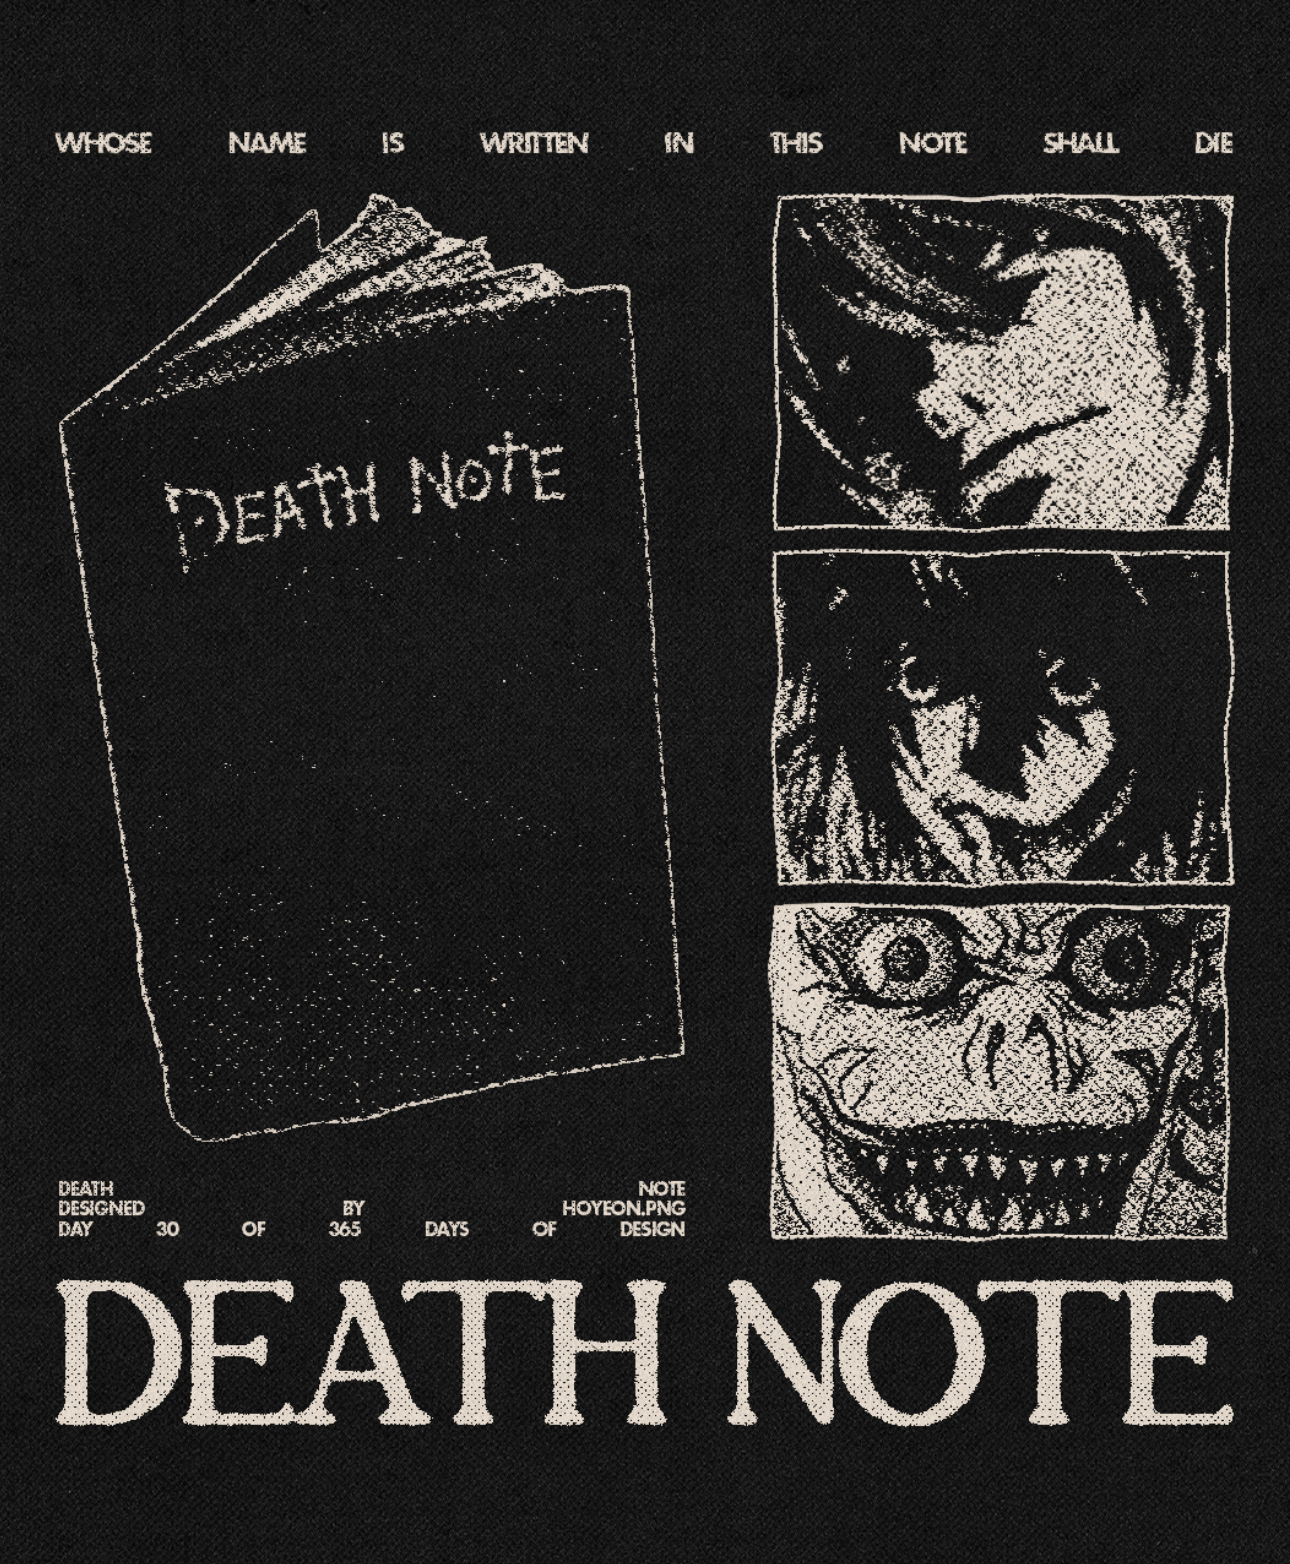 WHOSE NAME IS WRITTEN IN THIS NOTE SHALL DIE
DEATH NOTE
DEATH NOTE
DESIGNED BY HOYEON.PNG
DAY 30 OF 365 DAYS OF DESIGN
DEATH NOTE